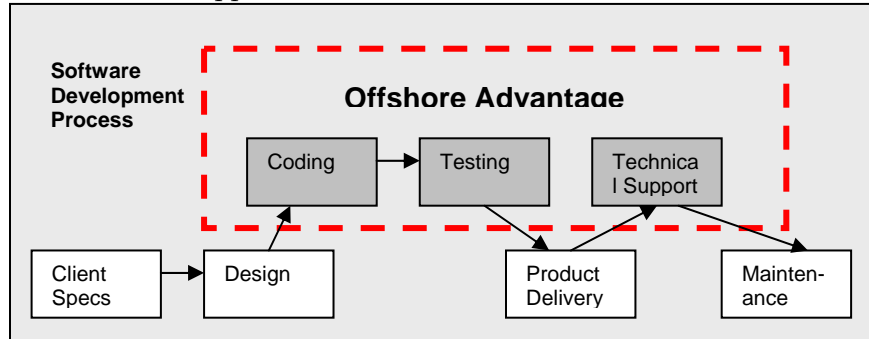 Software
Development
Process
Offshore Advantage
Coding
Testing
Technica
l Support
Client
Specs
Design
Product
Delivery
Mainten-
ance